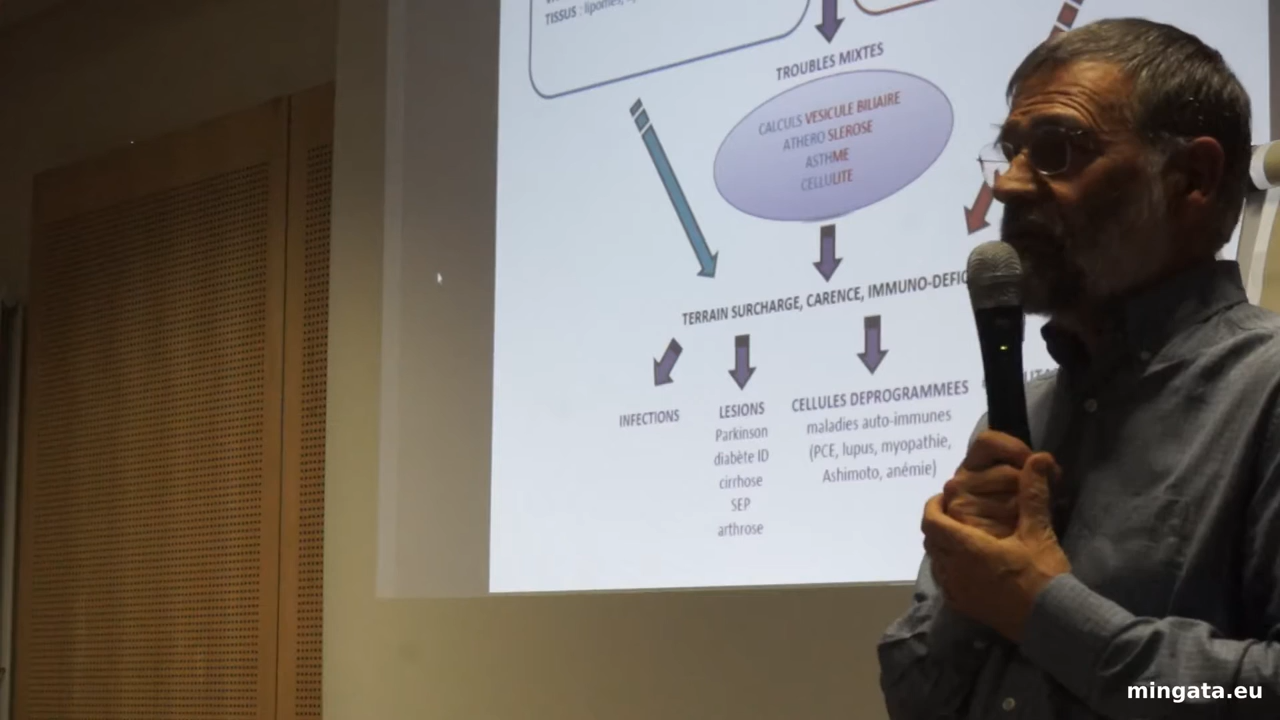 TISSUS : lipomes,
TROUBLES MIXTES
CALCULS VESICULE BILIAIRE
ATHERO SLEROSE
ASTHME
CELLULITE
TERRAIN SURCHARGE, CARENCE, IMMUNO-DEFIC
INFECTIONS
LESIONS
Parkinson
diabète ID
cirrhose
SEP
arthrose
CELLULES DEPROGRAMMEES
maladies auto-immunes
(PCE, lupus, myopathie,
Ashimoto, anémie)
mingata.eu